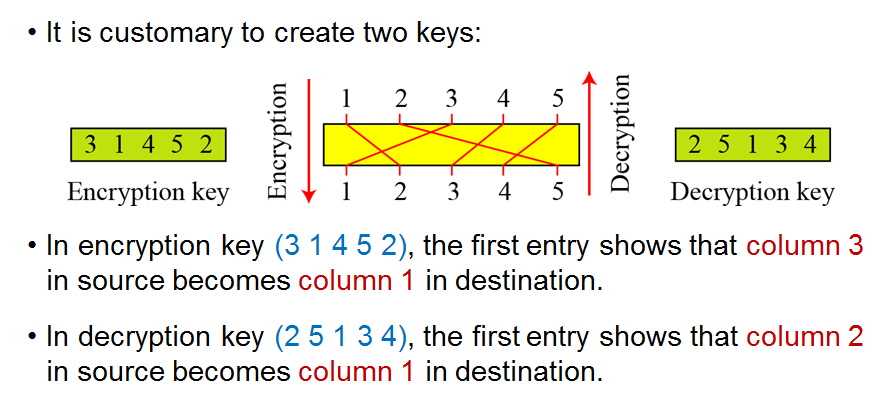 • It is customary to create two keys:
Encryption
1 2 3 4 5
Decryption
3 1 4 5 2
2 5 1 3 4
Encryption key
1 2 3 4 5
Decryption key
• In encryption key (3 1 4 5 2), the first entry shows that column 3
in source becomes column 1 in destination.
• In decryption key (2 5 1 3 4), the first entry shows that column 2
in source becomes column 1 in destination.